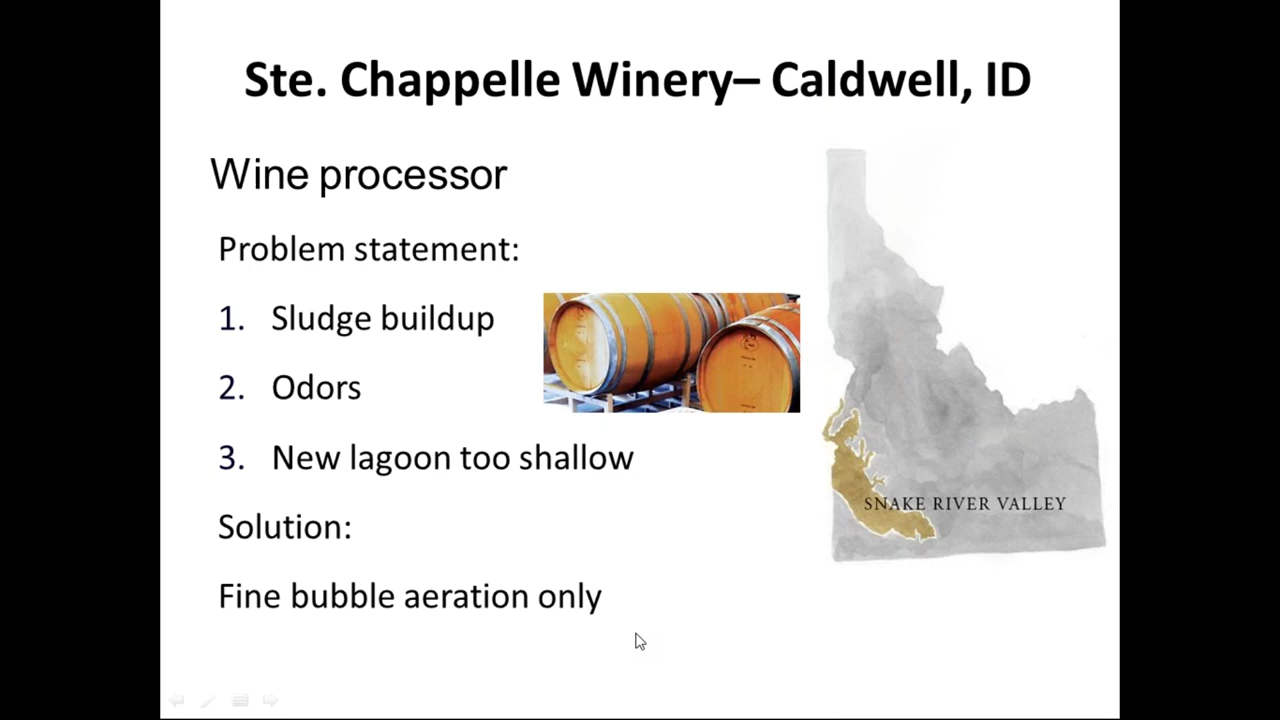 Ste. Chappelle Winery– Caldwell, ID
Wine processor
Problem statement:
1. Sludge buildup
2. Odors
3. New lagoon too shallow
Solution:
Fine bubble aeration only
SNAKE RIVER VALLEY